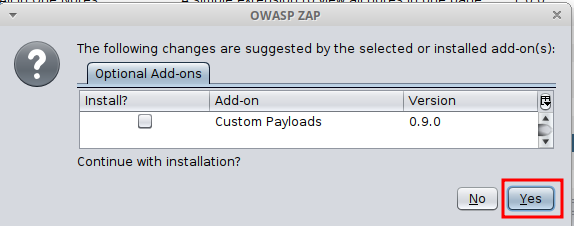 OWASP ZAP
The following changes are suggested by the selected or installed add-on(s):
Optional Add-ons
Install? Add-on Version
Custom Payloads 0.9.0
Continue with installation?
No Yes